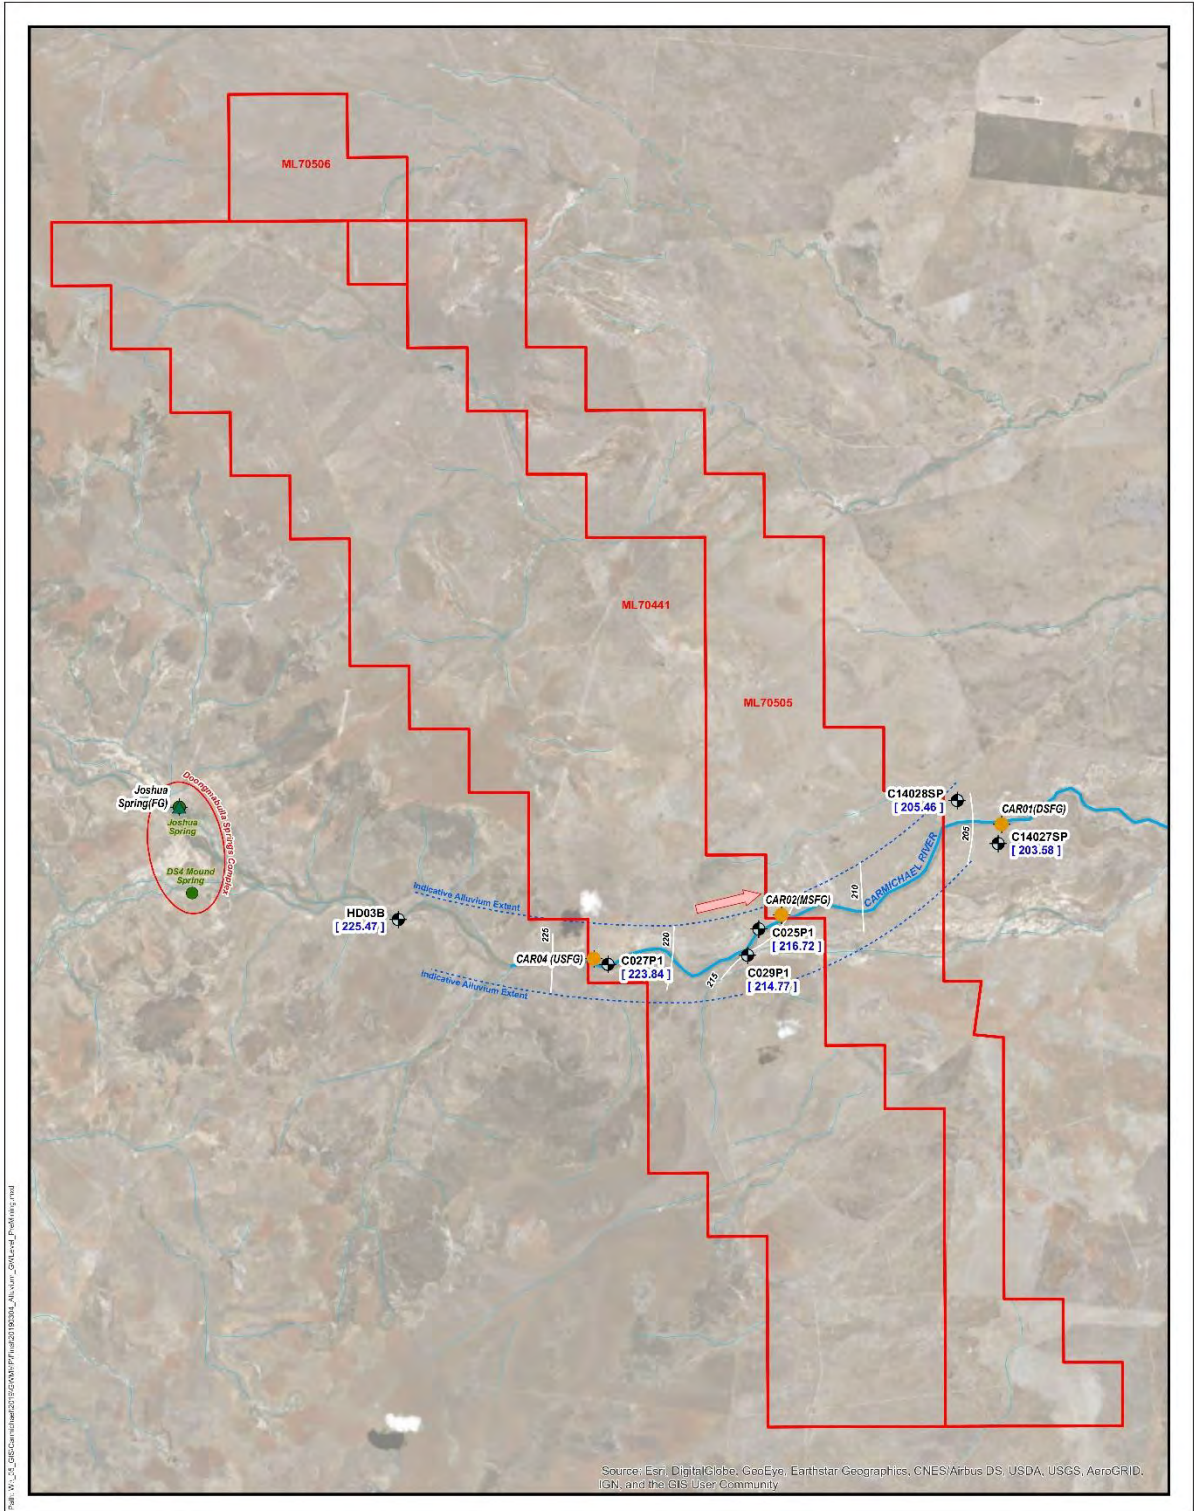 ML70506
ML70441
ML70505
Doongmabulla Springs Complex
Joshua
Spring(FG)
Joshua
Spring
DS4 Mound
Spring
C14028SP
[ 205.46 ]
CAR01(DSFG)
205
C14027SP
[ 203.58 ]
CARMICHAEL RIVER
210
Indicative Alluvium Extent
CAR02(MSFG)
HD03B
[ 225.47 ]
225
220
C025P1
[ 216.72 ]
CAR04 (USFG)
C027P1
[ 223.84 ]
215
C029P1
[ 214.77 ]
Indicative Alluvium Extent
Source: Esri, DigitalGlobe, GeoEye, Earthstar Geographics, CNES/Airbus DS, USDA, USGS, AeroGRID,
IGN, and the GIS User Community